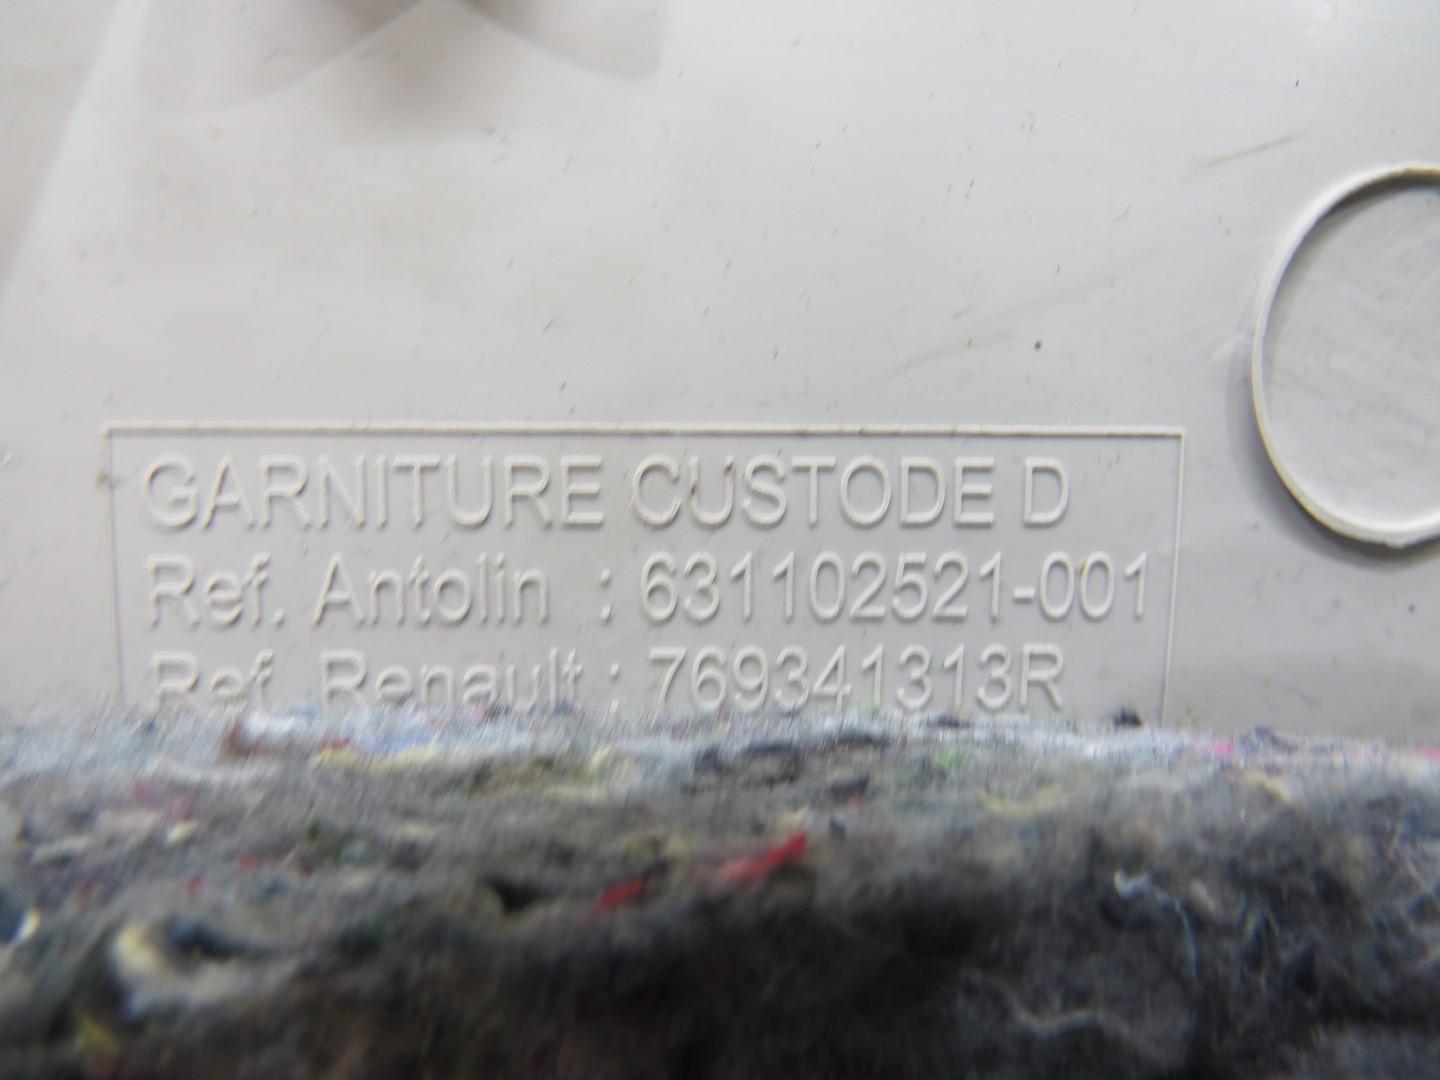 GARNITURE CUSTODE D
Ref. Antolin : 631102521-001
Ref. Renault : 769341313R